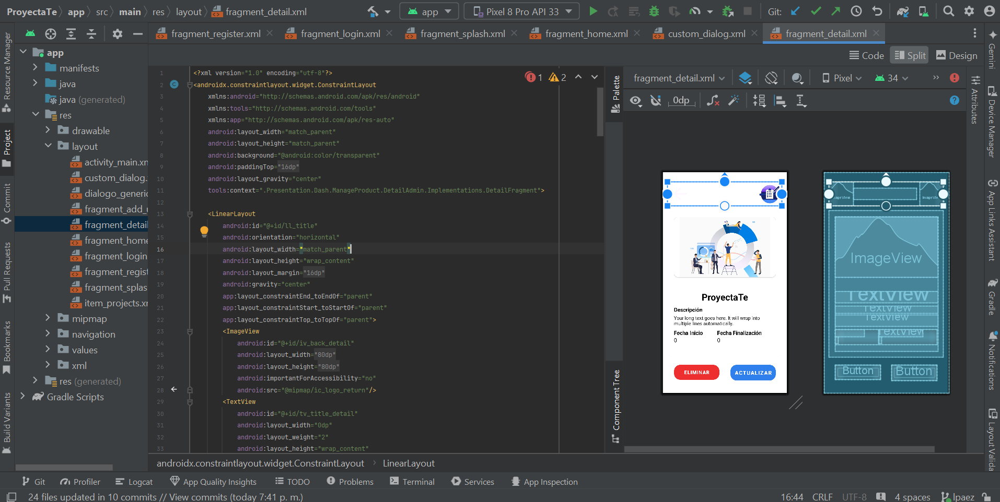 ProyectaTe app src main res layout fragment_detail.xml app Pixel 8 Pro API 33 Git:
fragment_register.xml fragment_login.xml fragment_splash.xml fragment_home.xml custom_dialog.xml fragment_detail.xml
Code Split Design
Resource Manager
Project
Commit
Pull Requests
Bookmarks
Build Variants
app
manifests
java
java (generated)
res
drawable
layout
activity_main.xm
custom_dialog.
dialogo_generic
fragment_add_u
fragment_detail
fragment_home
fragment_login
fragment_regist
fragment_splas
item_projects.xm
mipmap
navigation
values
xml
res (generated)
Gradle Scripts
1 2
1 <?xml version="1.0" encoding="utf-8"?>
2 <androidx.constraintlayout.widget.ConstraintLayout
3 xmlns:android="http://schemas.android.com/apk/res/android"
4 xmlns:tools="http://schemas.android.com/tools"
5 xmlns:app="http://schemas.android.com/apk/res-auto"
6 android:layout_width="match_parent"
7 android:layout_height="match_parent"
8 android:background="@android:color/transparent"
9 android:paddingTop="16dp"
10 android:layout_gravity="center"
11 tools:context=".Presentation.Dash.ManageProduct.DetailAdmin.Implementations.DetailFragment">
12
13 <LinearLayout
14 android:id="@+id/ll_title"
15 android:orientation="horizontal"
16 android:layout_width="match_parent"
17 android:layout_height="wrap_content"
18 android:layout_margin="16dp"
19 android:gravity="center"
20 app:layout_constraintEnd_toEndOf="parent"
21 app:layout_constraintStart_toStartOf="parent"
22 app:layout_constraintTop_toTopOf="parent">
23 <ImageView
24 android:id="@+id/iv_back_detail"
25 android:layout_width="80dp"
26 android:layout_height="80dp"
27 android:importantForAccessibility="no"
28 android:src="@mipmap/ic_logo_return"/>
29 <TextView
30 android:id="@+id/tv_title_detail"
31 android:layout_width="0dp"
32 android:layout_weight="2"
33 android:layout_height="wrap_content"
androidx.constraintlayout.widget.ConstraintLayout LinearLayout
Palette
Component Tree
fragment_detail.xml Pixel 34
0dp
ProyectaTe
Descripción
Your long text goes here. It will wrap into
multiple lines automatically.
Fecha Inicio Fecha Finalización
0 0
ELIMINAR ACTUALIZAR
ImageView
TextView
TextView
TextView
TextView
Button Button
Attributes
Gemini
Device Manager
App Links Assistant
Gradle
Notifications
Layout Valida
Git Profiler Logcat App Quality Insights TODO Problems Terminal Services App Inspection
24 files updated in 10 commits // View commits (today 7:41 p. m.) 16:44 CRLF UTF-8 4 spaces lpaez